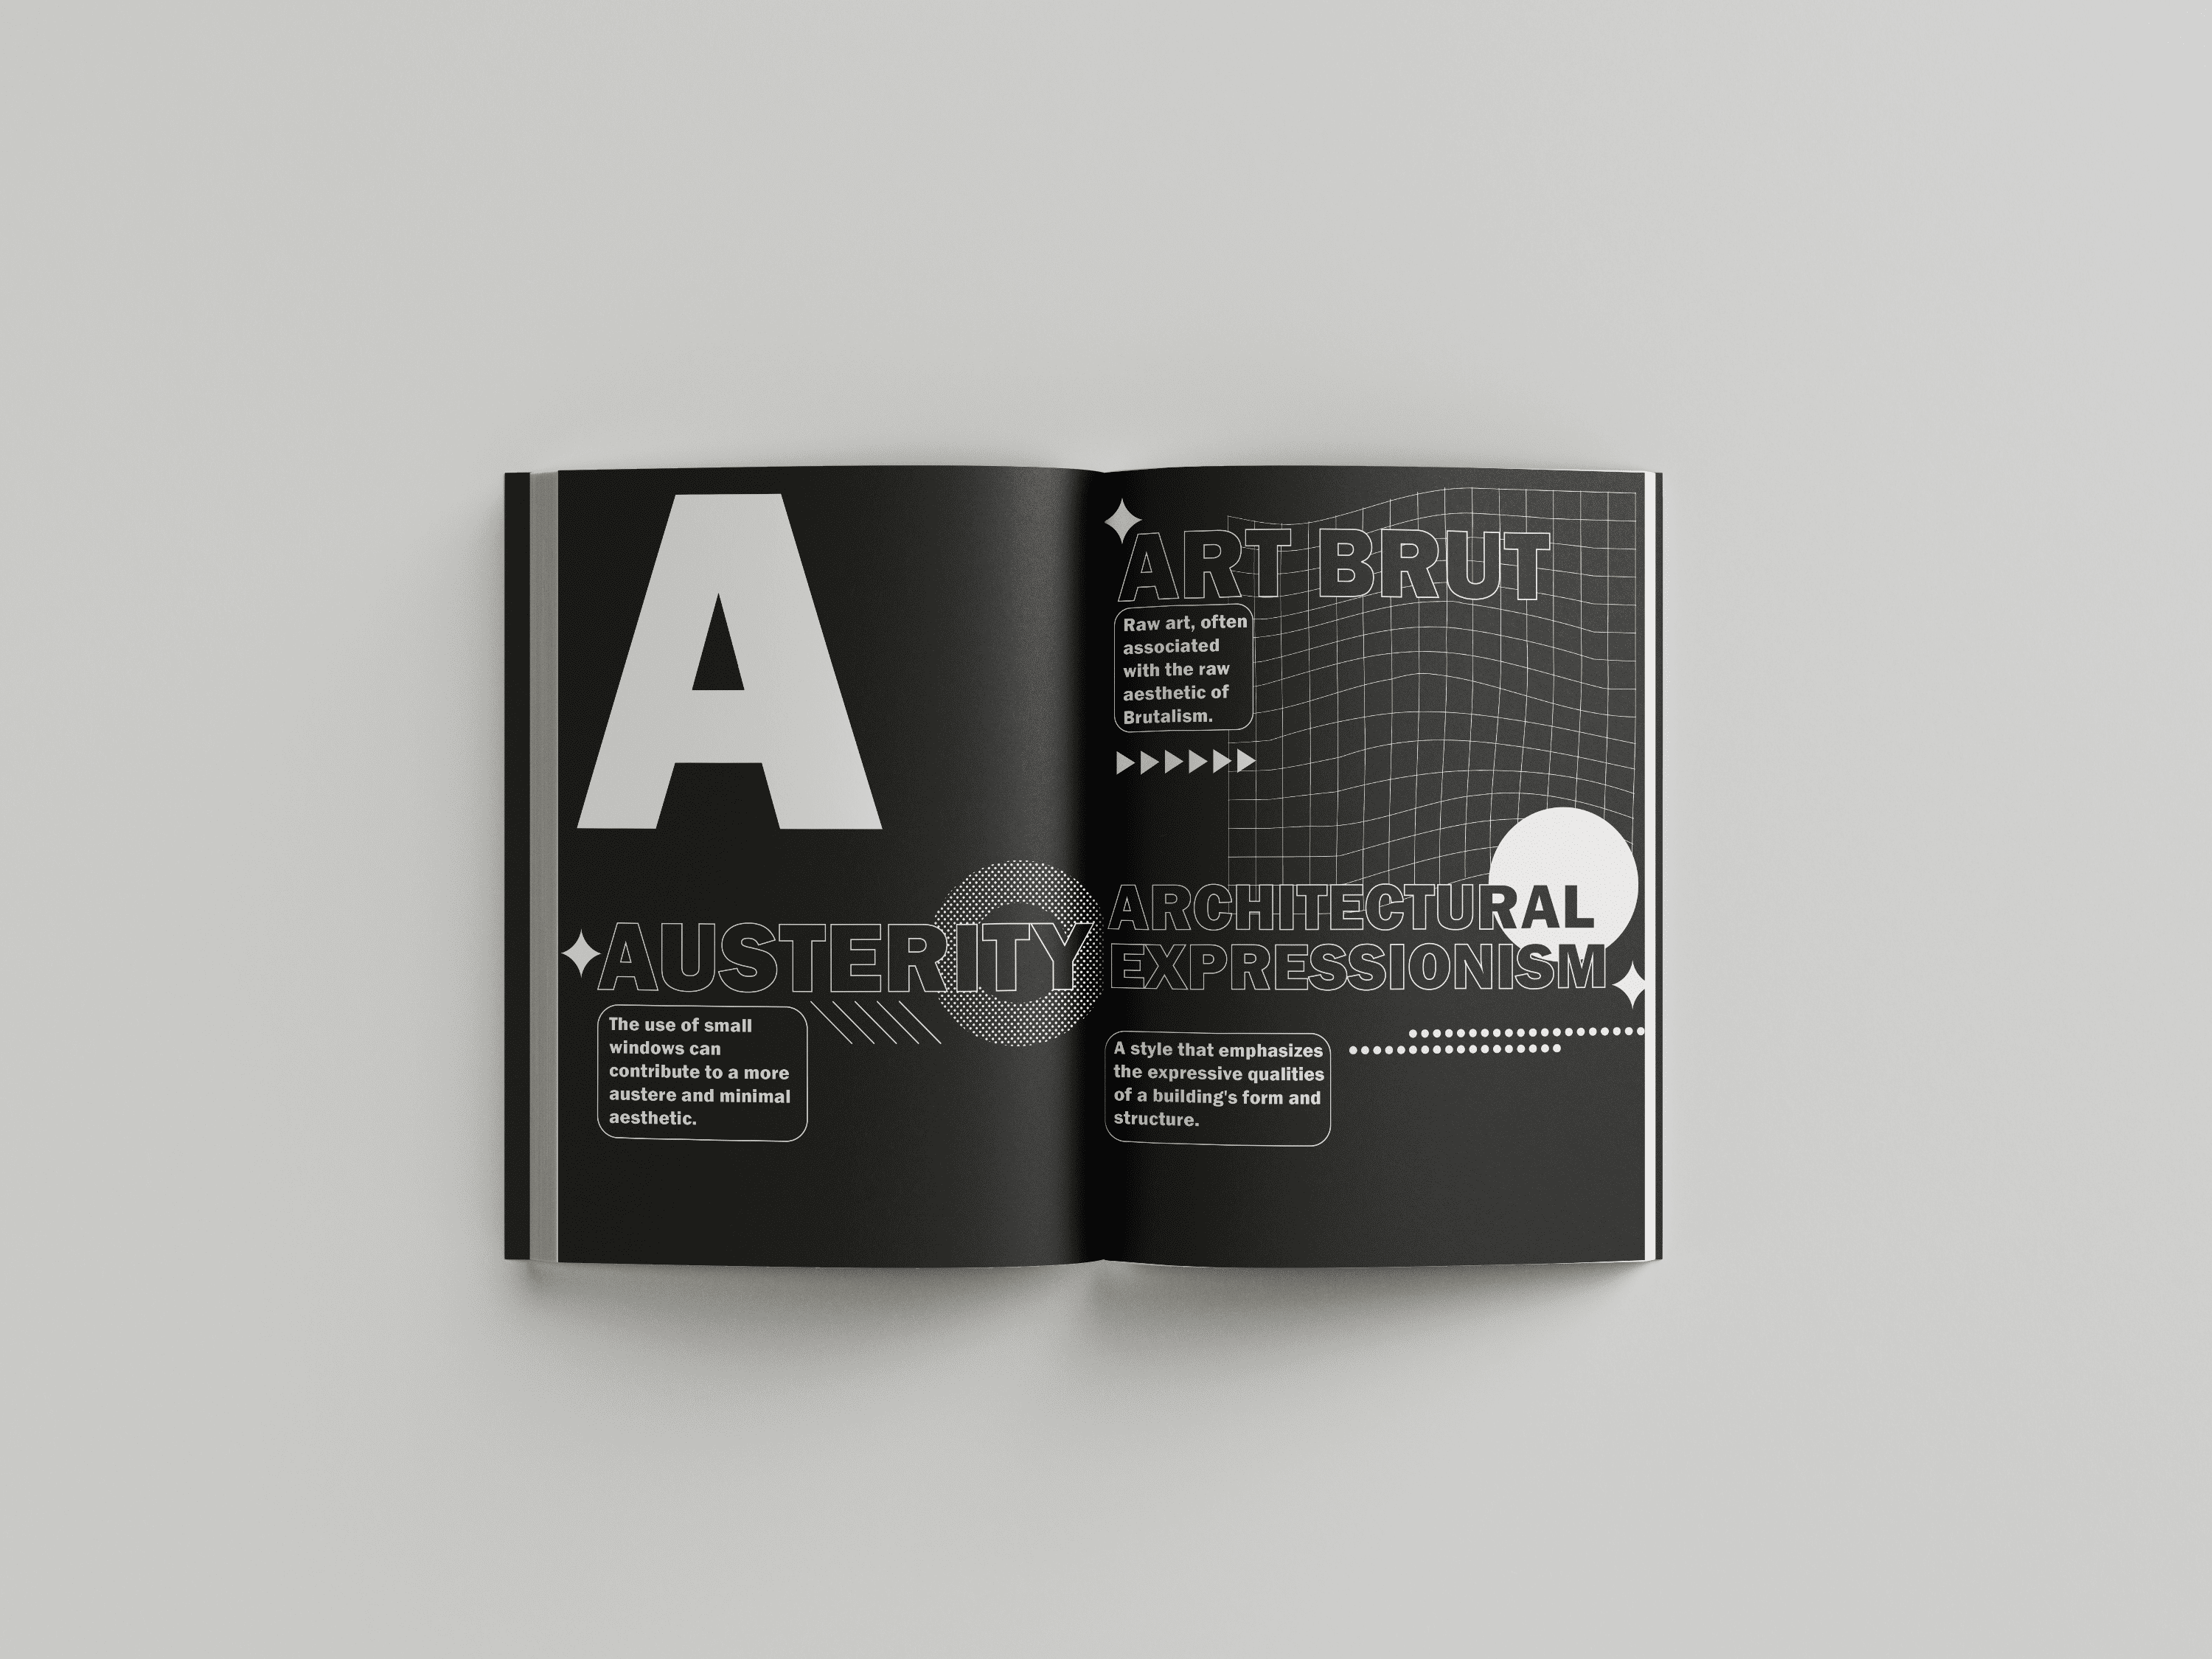 A
AUSTERITY
The use of small
windows can
contribute to a more
austere and minimal
aesthetic.
ART BRUT
Raw art, often
associated
with the raw
aesthetic of
Brutalism.
ARCHITECTURAL
EXPRESSIONISM
A style that emphasizes
the expressive qualities
of a building's form and
structure.